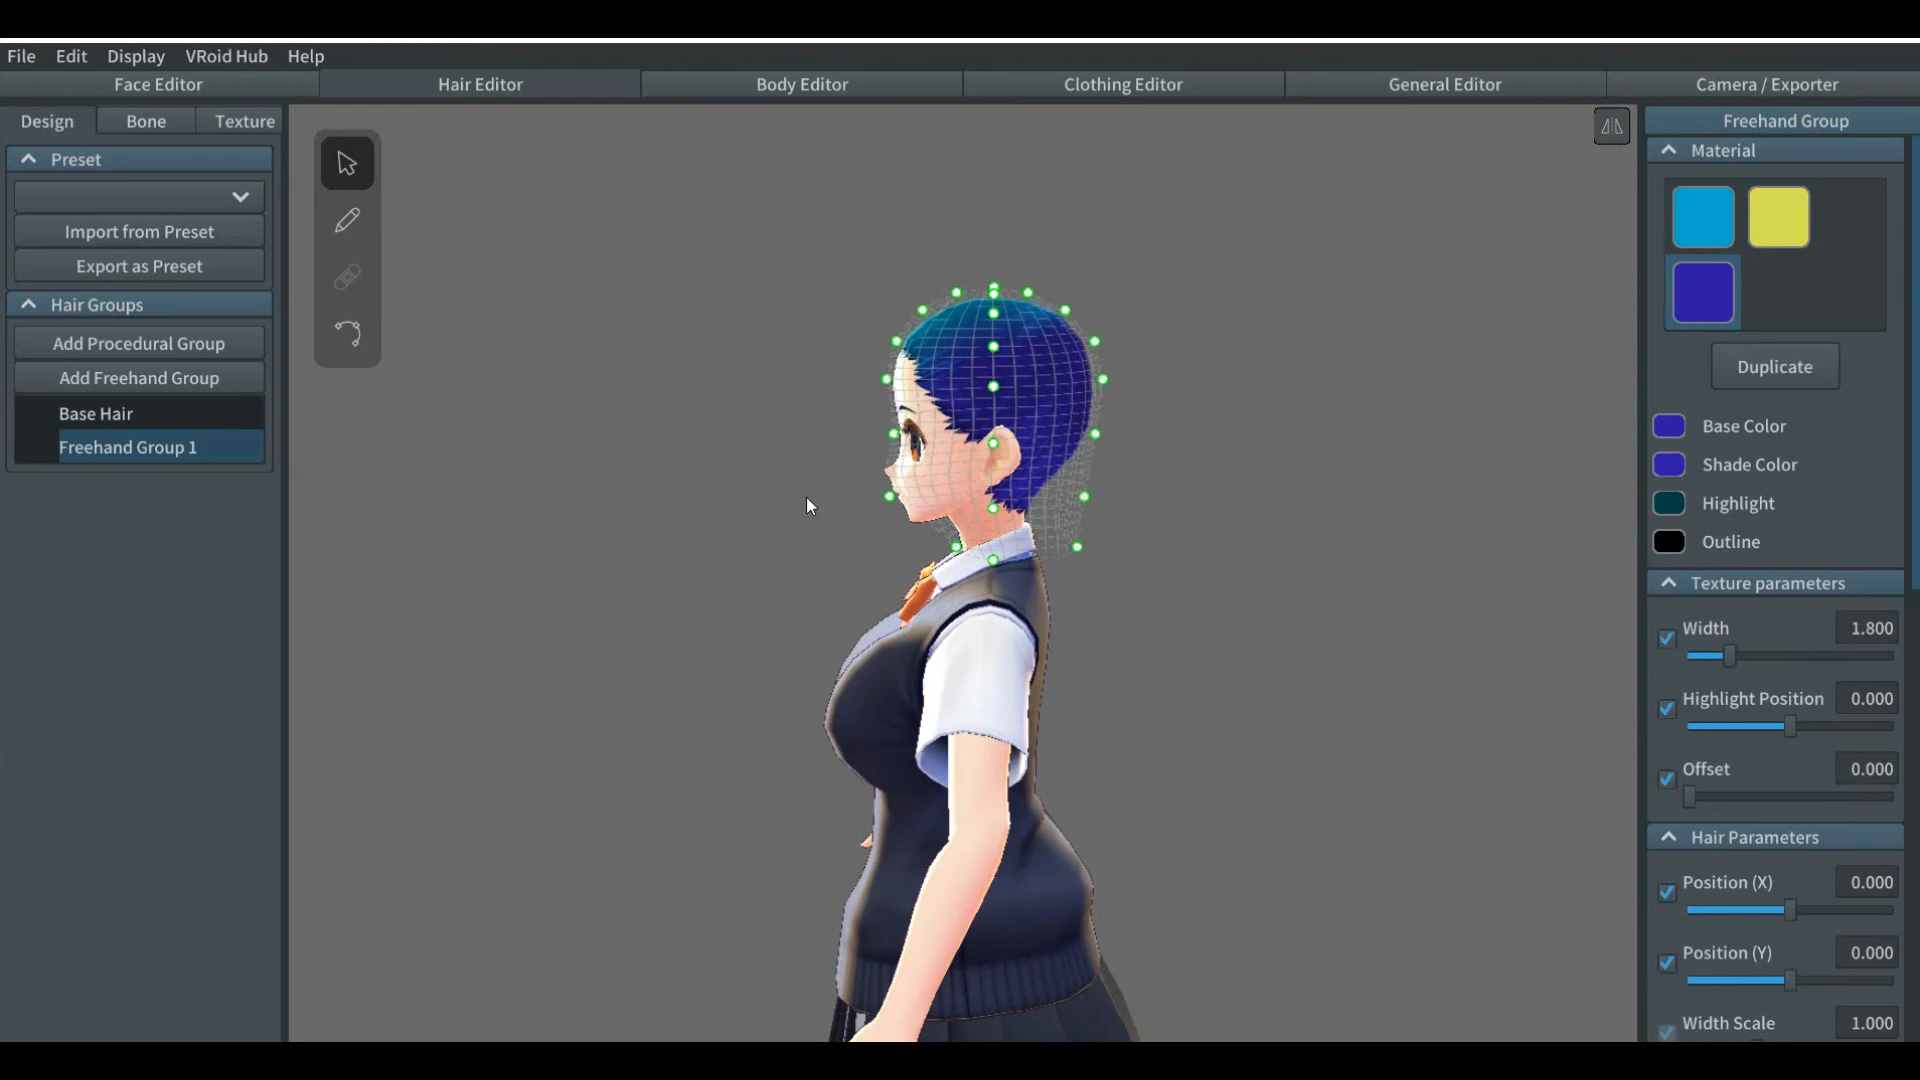 File Edit Display VRoid Hub Help
Face Editor Hair Editor Body Editor Clothing Editor General Editor Camera / Exporter
Design Bone Texture
Preset
Import from Preset
Export as Preset
Hair Groups
Add Procedural Group
Add Freehand Group
Base Hair
Freehand Group 1
Freehand Group
Material
Duplicate
Base Color
Shade Color
Highlight
Outline
Texture parameters
Width 1.800
Highlight Position 0.000
Offset 0.000
Hair Parameters
Position (X) 0.000
Position (Y) 0.000
Width Scale 1.000